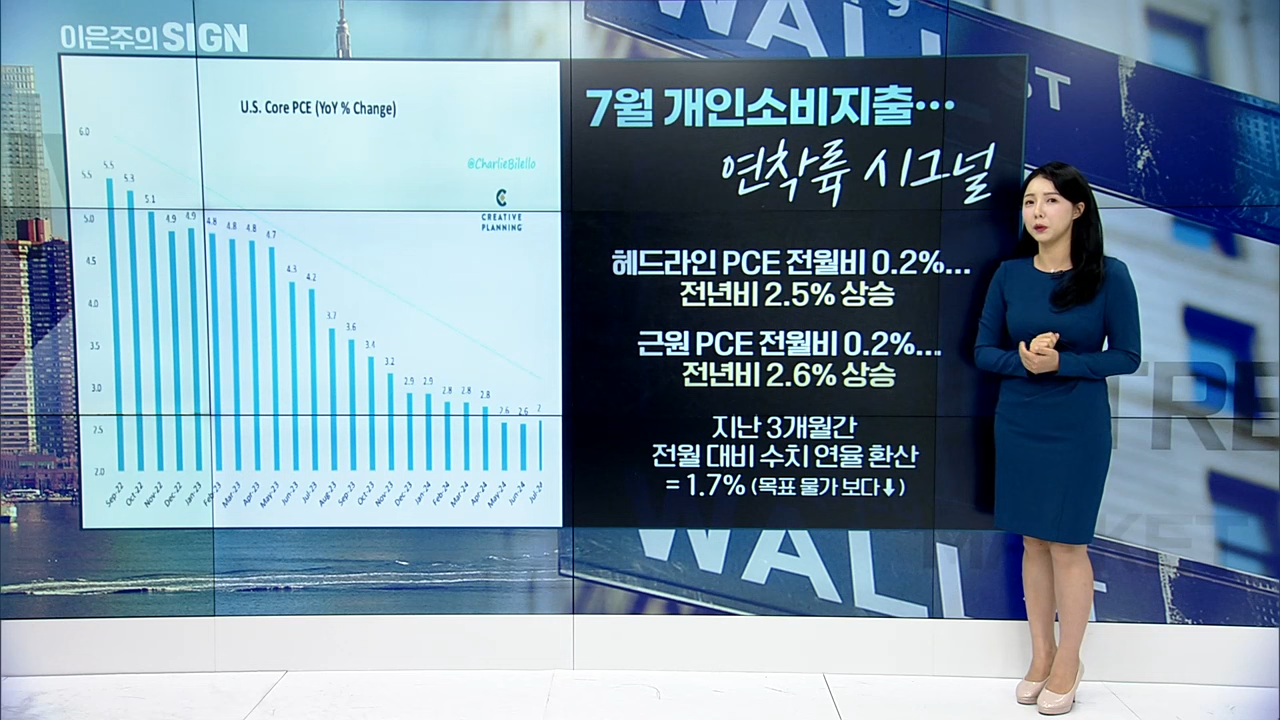 이은주의 SIGN
U.S. Core PCE (YoY % Change)
@CharlieBilello
CREATIVE
PLANNING
6.0
5.5
5.0
4.5
4.0
3.5
3.0
2.5
2.0
5.5 5.3 5.1 4.9 4.9 4.8 4.8 4.8 4.7 4.3 4.2 3.7 3.6 3.4 3.2 2.9 2.9 2.8 2.8 2.8 2.6 2.6 2
Sep-22 Oct-22 Nov-22 Dec-22 Jan-23 Feb-23 Mar-23 Apr-23 May-23 Jun-23 Jul-23 Aug-23 Sep-23 Oct-23 Nov-23 Dec-23 Jan-24 Feb-24 Mar-24 Apr-24 May-24 Jun-24 Jul-24
7월 개인소비지출…
연착륙 시그널
헤드라인 PCE 전월비 0.2%…
전년비 2.5% 상승
근원 PCE 전월비 0.2%…
전년비 2.6% 상승
지난 3개월간
전월 대비 수치 연율 환산
= 1.7% (목표 물가 보다⬇)
WALL
ST
TRE
WALL